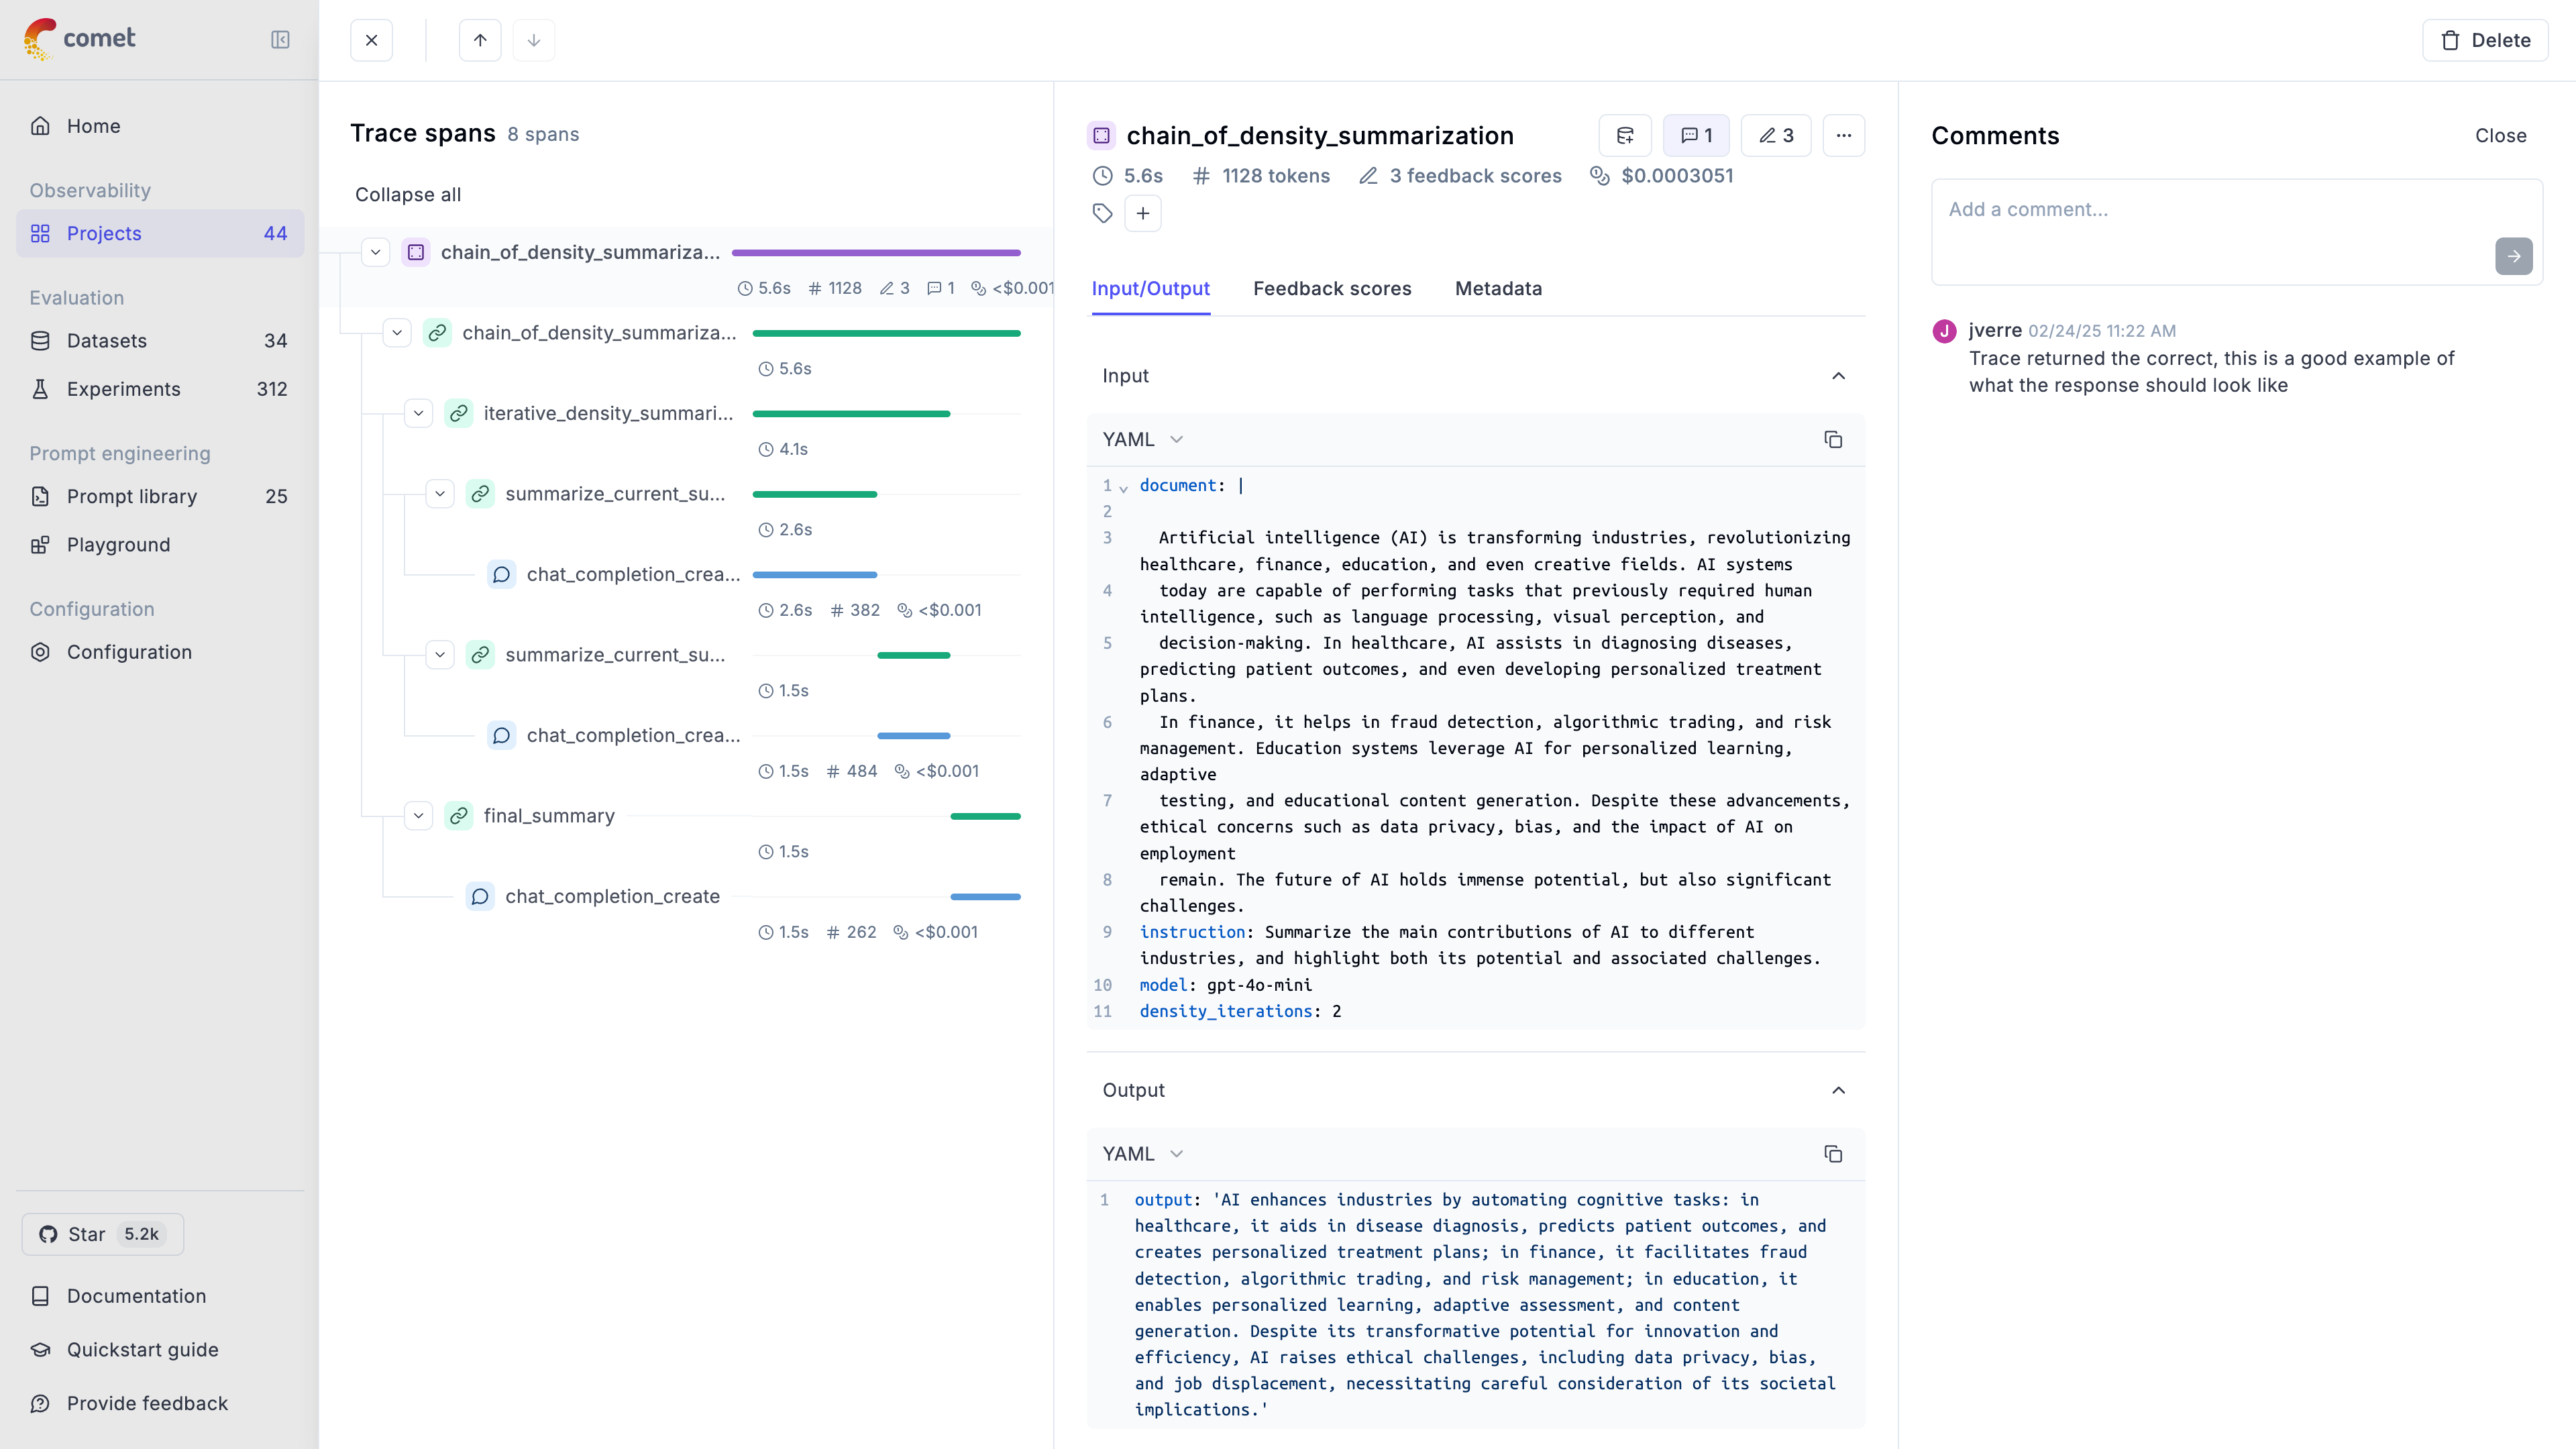 comet
Home
Observability
Projects 44
Evaluation
Datasets 34
Experiments 312
Prompt engineering
Prompt library 25
Playground
Configuration
Configuration
Star 5.2k
Documentation
Quickstart guide
Provide feedback
Delete
Trace spans 8 spans
Collapse all
chain_of_density_summariza...
5.6s # 1128 3 1 <$0.001
chain_of_density_summariza...
5.6s
iterative_density_summari...
4.1s
summarize_current_su...
2.6s
chat_completion_crea...
2.6s # 382 <$0.001
summarize_current_su...
1.5s
chat_completion_crea...
1.5s # 484 <$0.001
final_summary
1.5s
chat_completion_create
1.5s # 262 <$0.001
chain_of_density_summarization
1 3 ...
5.6s # 1128 tokens 3 feedback scores $0.0003051
Input/Output Feedback scores Metadata
Input
YAML
1 document: |
2
3 Artificial intelligence (AI) is transforming industries, revolutionizing
healthcare, finance, education, and even creative fields. AI systems
4 today are capable of performing tasks that previously required human
intelligence, such as language processing, visual perception, and
5 decision-making. In healthcare, AI assists in diagnosing diseases,
predicting patient outcomes, and even developing personalized treatment
plans.
6 In finance, it helps in fraud detection, algorithmic trading, and risk
management. Education systems leverage AI for personalized learning,
adaptive
7 testing, and educational content generation. Despite these advancements,
ethical concerns such as data privacy, bias, and the impact of AI on
employment
8 remain. The future of AI holds immense potential, but also significant
challenges.
9 instruction: Summarize the main contributions of AI to different
industries, and highlight both its potential and associated challenges.
10 model: gpt-4o-mini
11 density_iterations: 2
Output
YAML
1 output: 'AI enhances industries by automating cognitive tasks: in
healthcare, it aids in disease diagnosis, predicts patient outcomes, and
creates personalized treatment plans; in finance, it facilitates fraud
detection, algorithmic trading, and risk management; in education, it
enables personalized learning, adaptive assessment, and content
generation. Despite its transformative potential for innovation and
efficiency, AI raises ethical challenges, including data privacy, bias,
and job displacement, necessitating careful consideration of its societal
implications.'
Comments Close
Add a comment...
J jverre 02/24/25 11:22 AM
Trace returned the correct, this is a good example of
what the response should look like